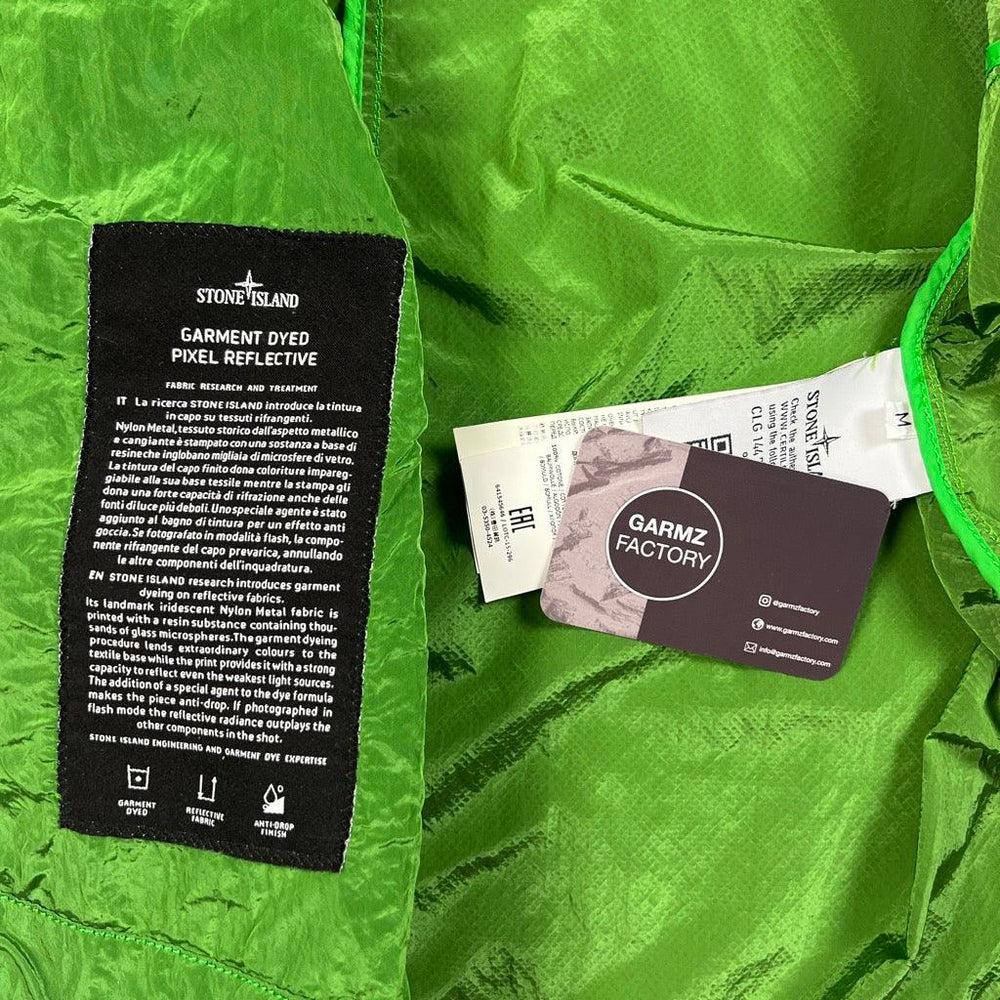 STONE ISLAND
GARMENT DYED
PIXEL REFLECTIVE
FABRIC RESEARCH AND TREATMENT
IT La ricerca STONE ISLAND introduce la tintura
in capo su tessuti rifrangenti.
Nylon Metal, tessuto storico dall'aspetto metallico
e cangiante è stampato con una sostanza a base di
resine che inglobano migliaia di microsfere di vetro.
La tintura del capo finito dona coloriture impareg-
giabile alla sua base tessile mentre la stampa gli
dona una forte capacità di rifrazione anche delle
fonti di luce più deboli. Uno speciale agente è stato
aggiunto al bagno di tintura per un effetto anti
goccia. Se fotografato in modalità flash, la compo-
nente rifrangente del capo prevarica, annullando
le altre componenti dell'inquadratura.
EN STONE ISLAND research introduces garment
dyeing on reflective fabrics.
Its landmark iridescent Nylon Metal fabric is
printed with a resin substance containing thou-
sands of glass microspheres. The garment dyeing
procedure lends extraordinary colours to the
textile base while the print provides it with a strong
capacity to reflect even the weakest light sources.
The addition of a special agent to the dye formula
makes the piece anti-drop. If photographed in
flash mode the reflective radiance outplays the
other components in the shot.
STONE ISLAND ENGINEERING AND GARMENT DYE EXPERTISE
GARMENT
DYED
REFLECTIVE
FABRIC
ANTI-DROP
FINISH
EAC
GARMZ
FACTORY
@garmzfactory
www.garmzfactory.com
info@garmzfactory.com
STONE ISLAND
Check the
WWW.CERTIL
using the
CLG 144
M